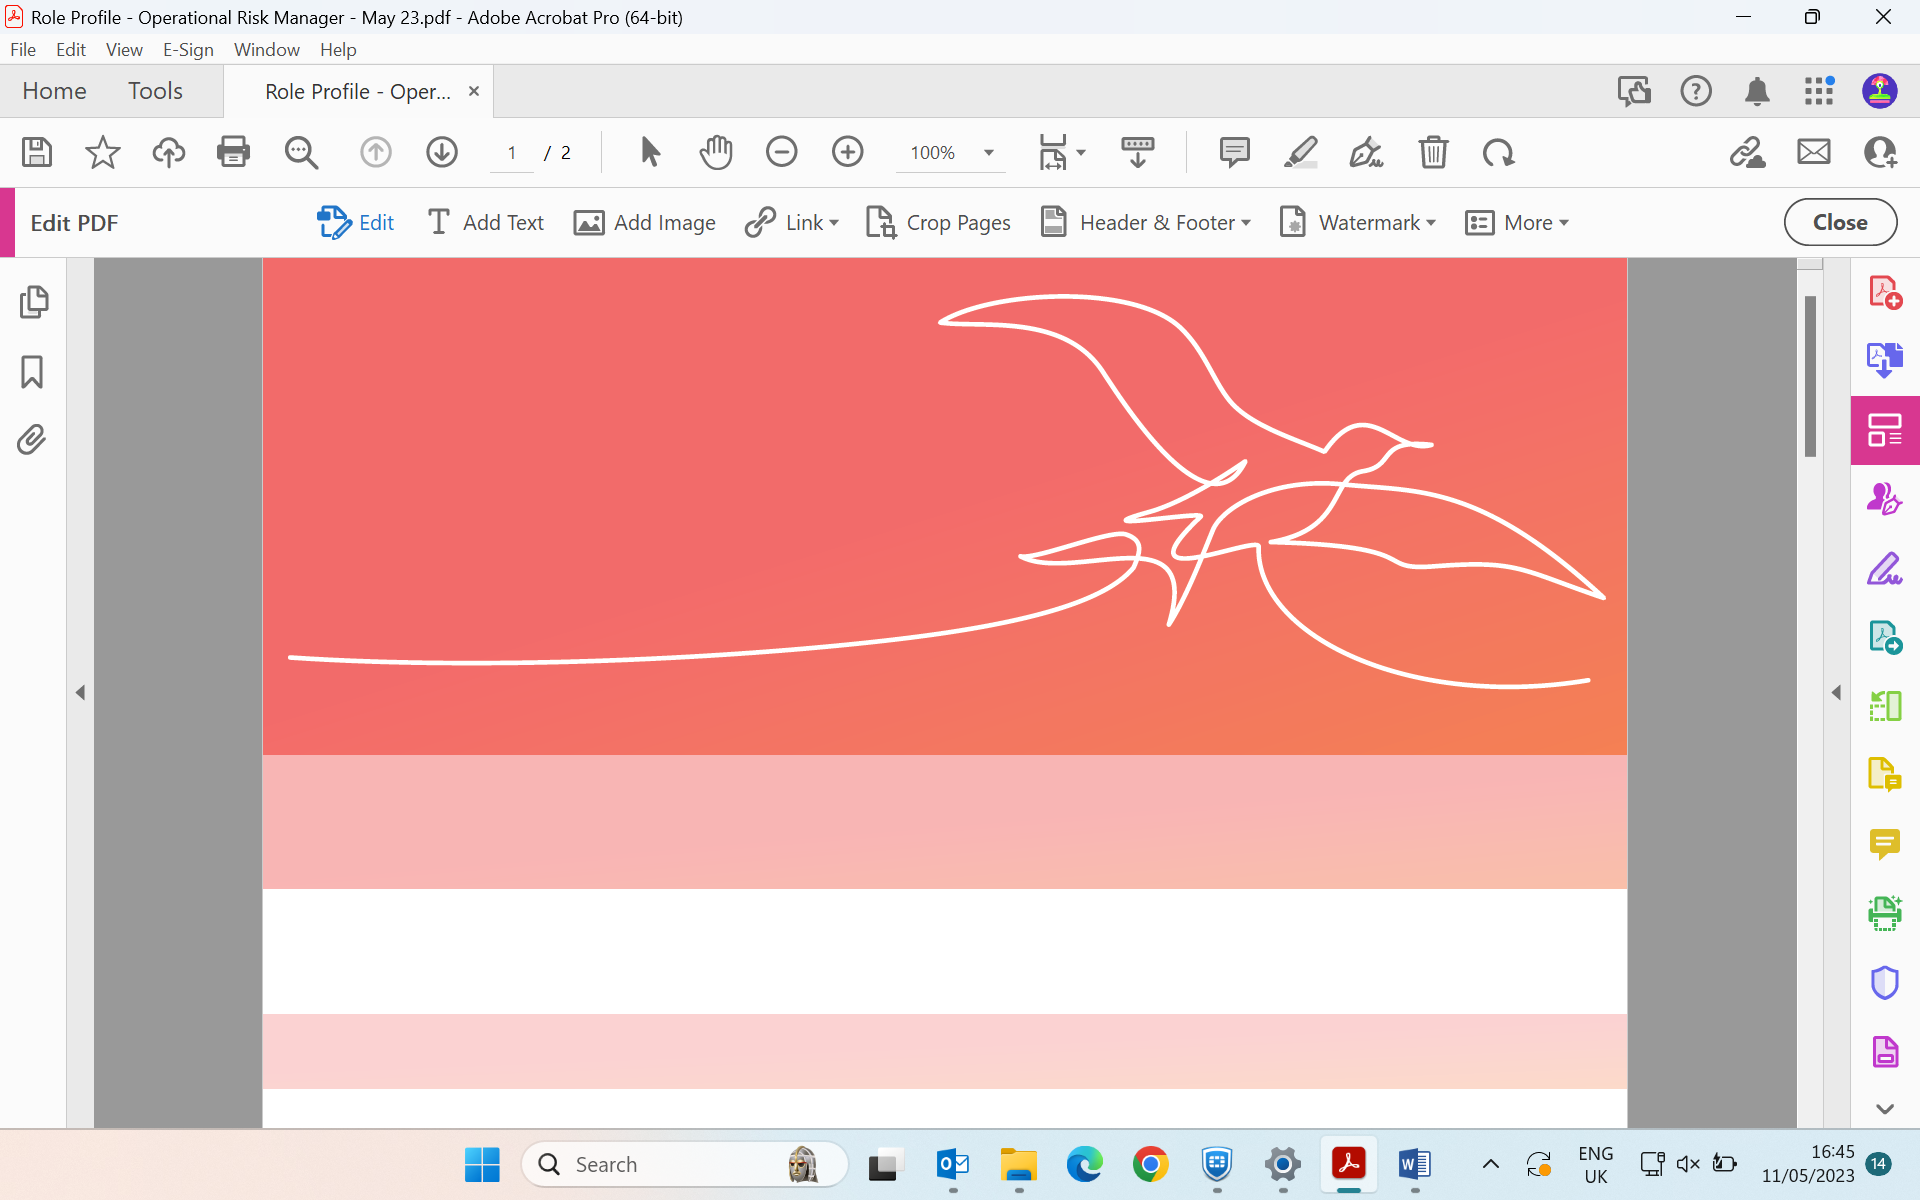 Role Profile - Operational Risk Manager - May 23.pdf - Adobe Acrobat Pro (64-bit)
File Edit View E-Sign Window Help
Home Tools Role Profile - Oper... ×
1 / 2 100%
Edit PDF Edit Add Text Add Image Link Crop Pages Header & Footer Watermark More Close
Search
ENG
UK
16:45
11/05/2023
14